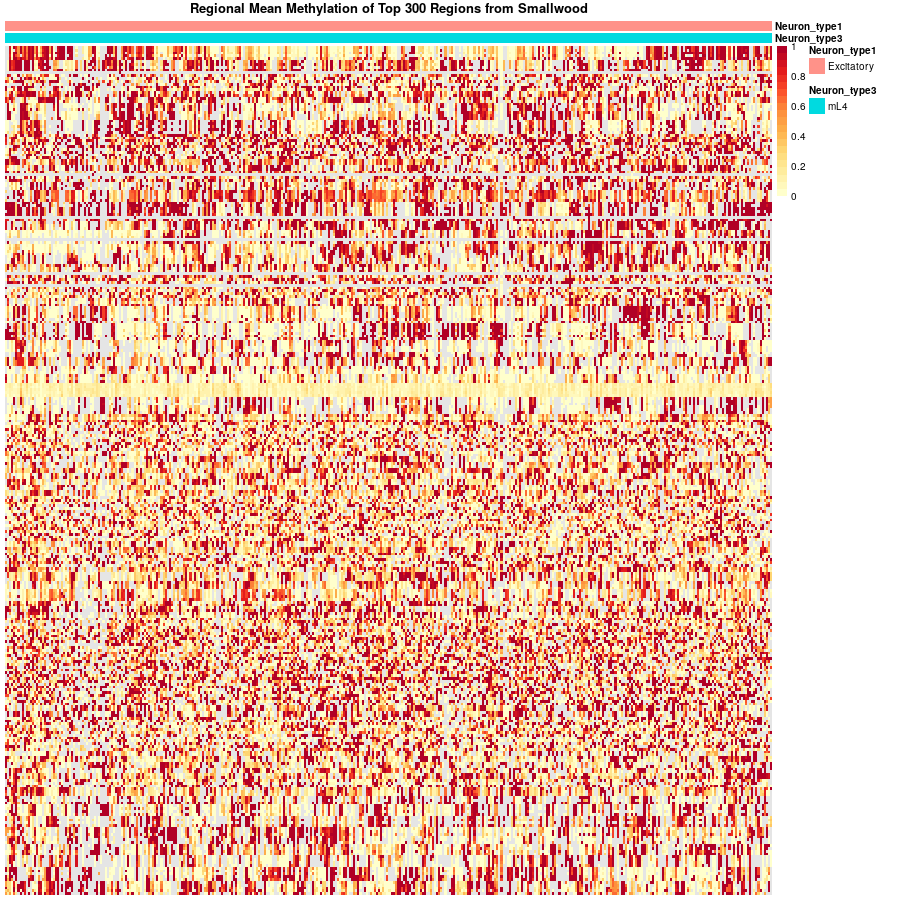 Regional Mean Methylation of Top 300 Regions from Smallwood
Neuron_type1
Neuron_type3
1
0.8
0.6
0.4
0.2
0
Neuron_type1
Excitatory
Neuron_type3
mL4